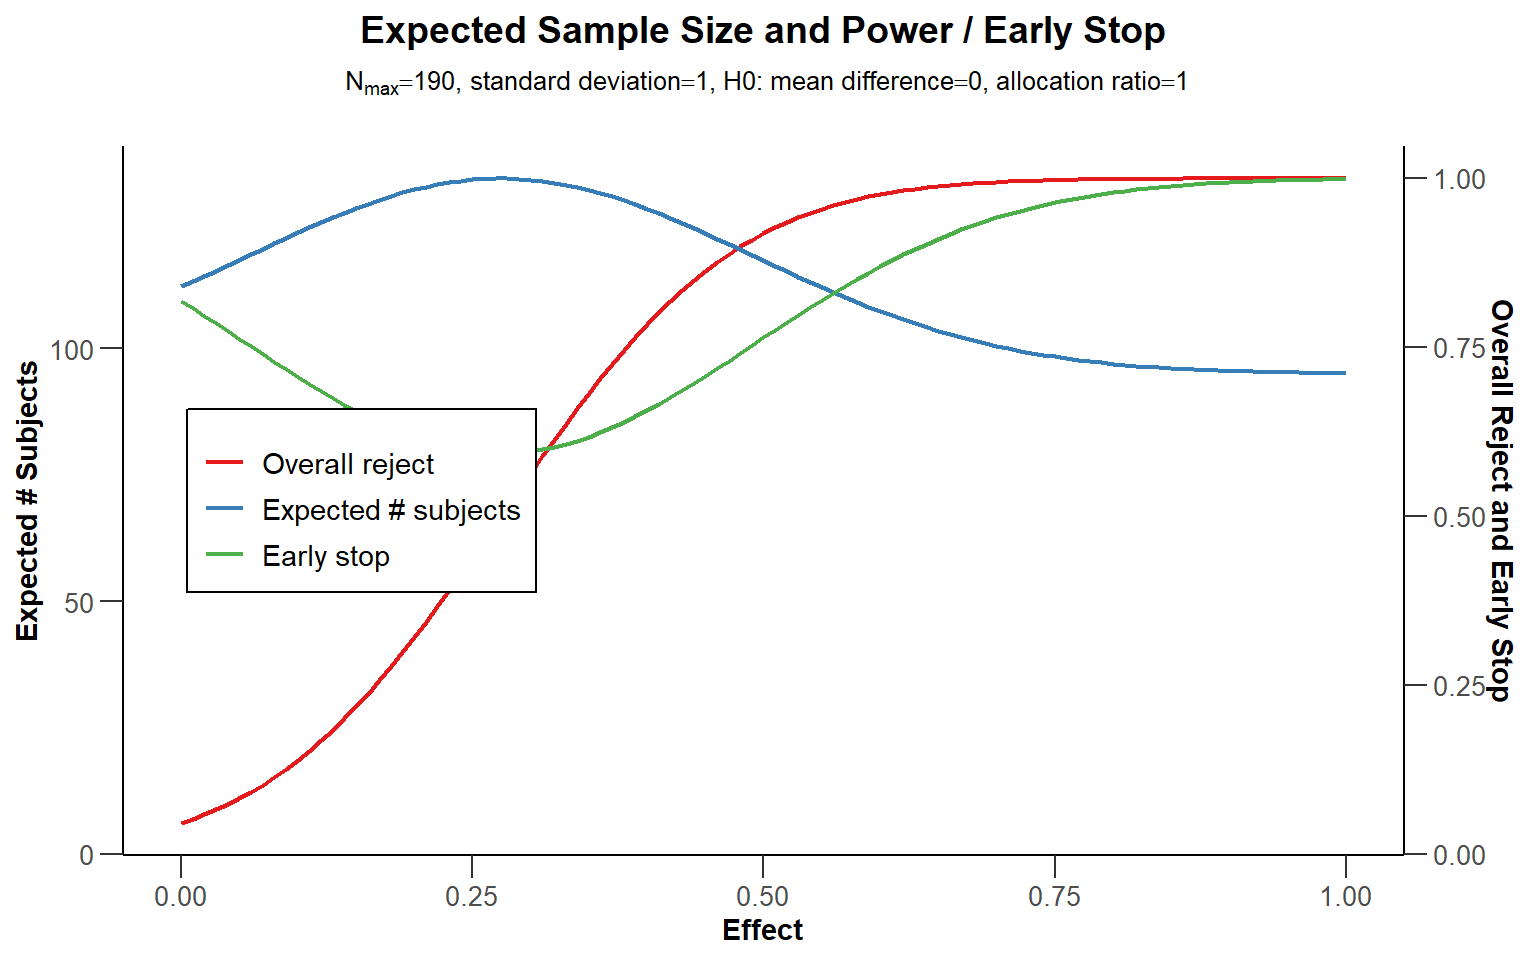 Expected Sample Size and Power / Early Stop
Nmax=190, standard deviation=1, H0: mean difference=0, allocation ratio=1
Expected # Subjects
100
50
0
Overall reject
Expected # subjects
Early stop
1.00
0.75
0.50
0.25
0.00
Overall Reject and Early Stop
0.00 0.25 0.50 0.75 1.00
Effect